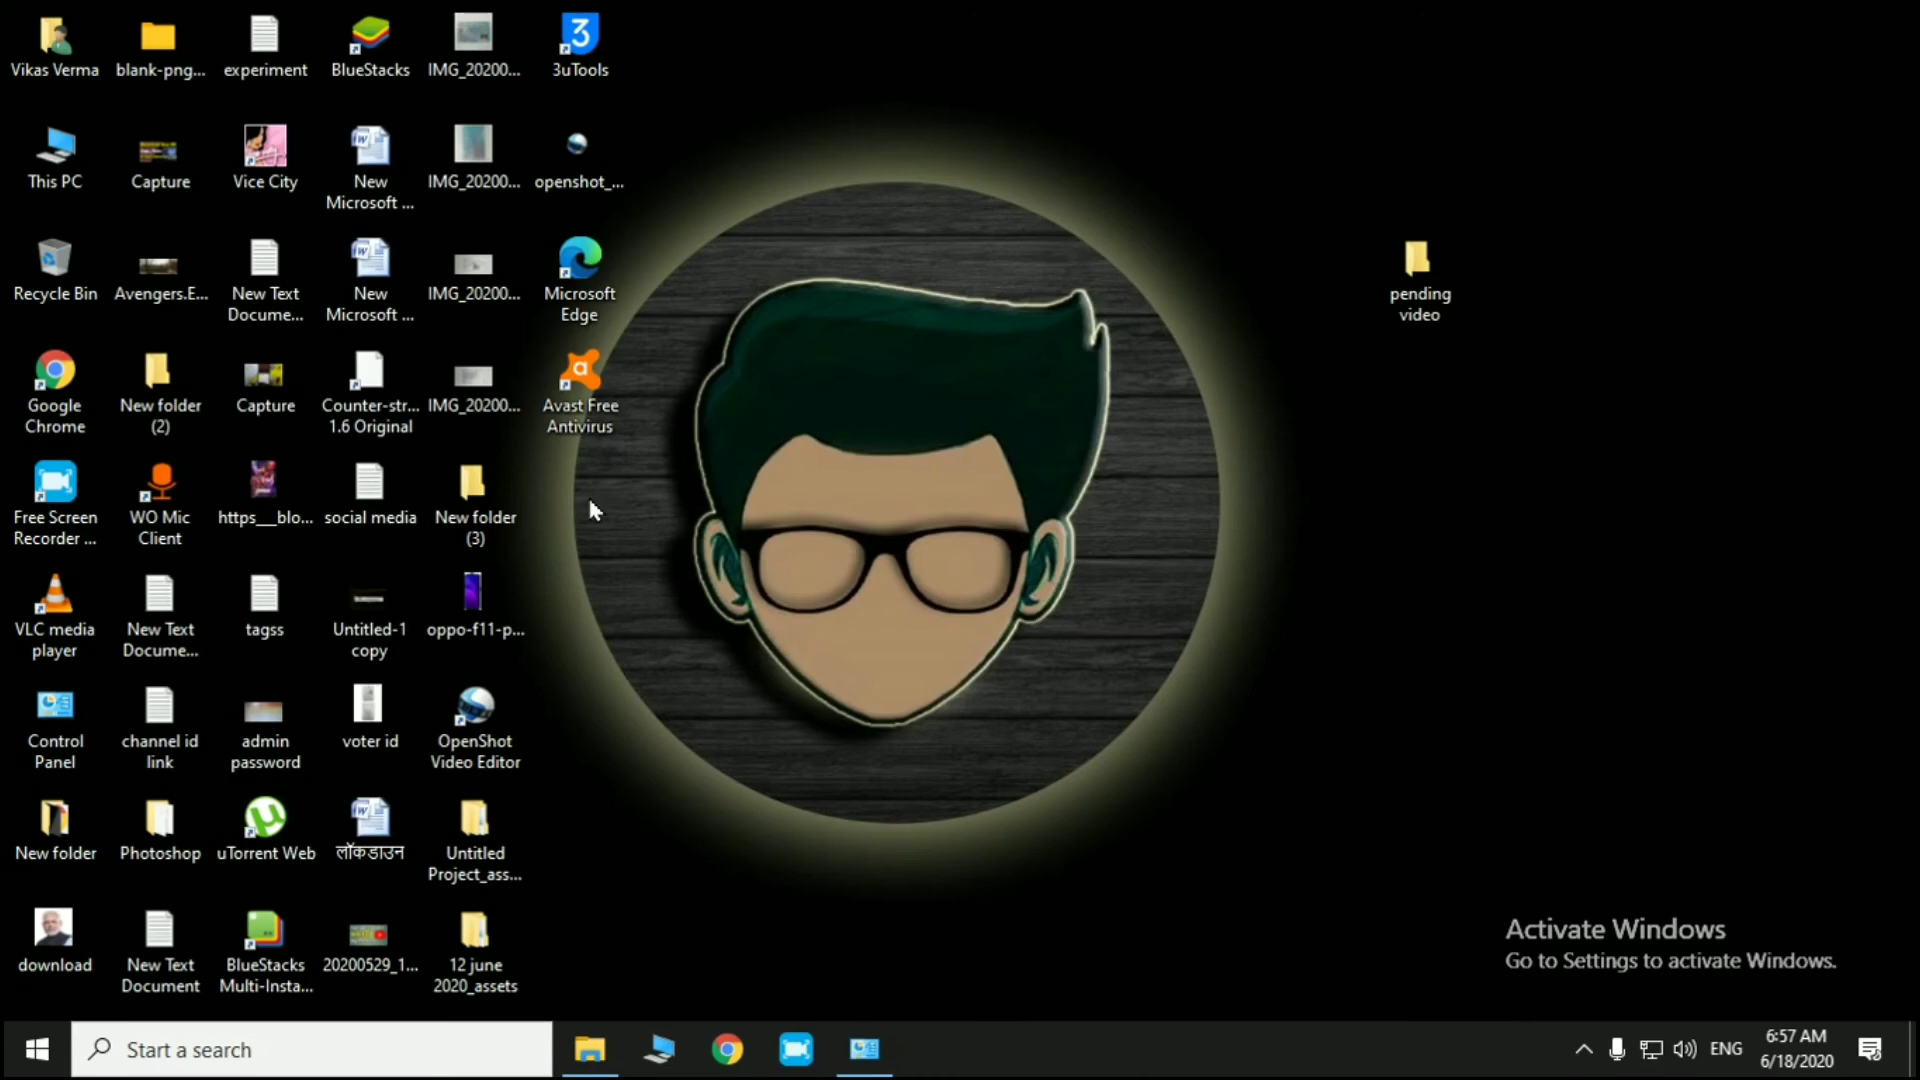 Vikas Verma
blank-png...
experiment
BlueStacks
IMG_20200...
3uTools
This PC
Capture
Vice City
New
Microsoft ...
IMG_20200...
openshot_...
Recycle Bin
Avengers.E...
New Text
Docume...
New
Microsoft ...
IMG_20200...
Microsoft
Edge
pending
video
Google
Chrome
New folder
(2)
Capture
Counter-str...
1.6 Original
IMG_20200...
Avast Free
Antivirus
Free Screen
Recorder ...
WO Mic
Client
https__blo...
social media
New folder
(3)
VLC media
player
New Text
Docume...
tagss
Untitled-1
copy
oppo-f11-p...
Control
Panel
channel id
link
admin
password
voter id
OpenShot
Video Editor
New folder
Photoshop
uTorrent Web
लॉकडाउन
Untitled
Project_ass...
download
New Text
Document
BlueStacks
Multi-Insta...
20200529_1...
12 june
2020_assets
Activate Windows
Go to Settings to activate Windows.
Start a search
ENG
6:57 AM
6/18/2020